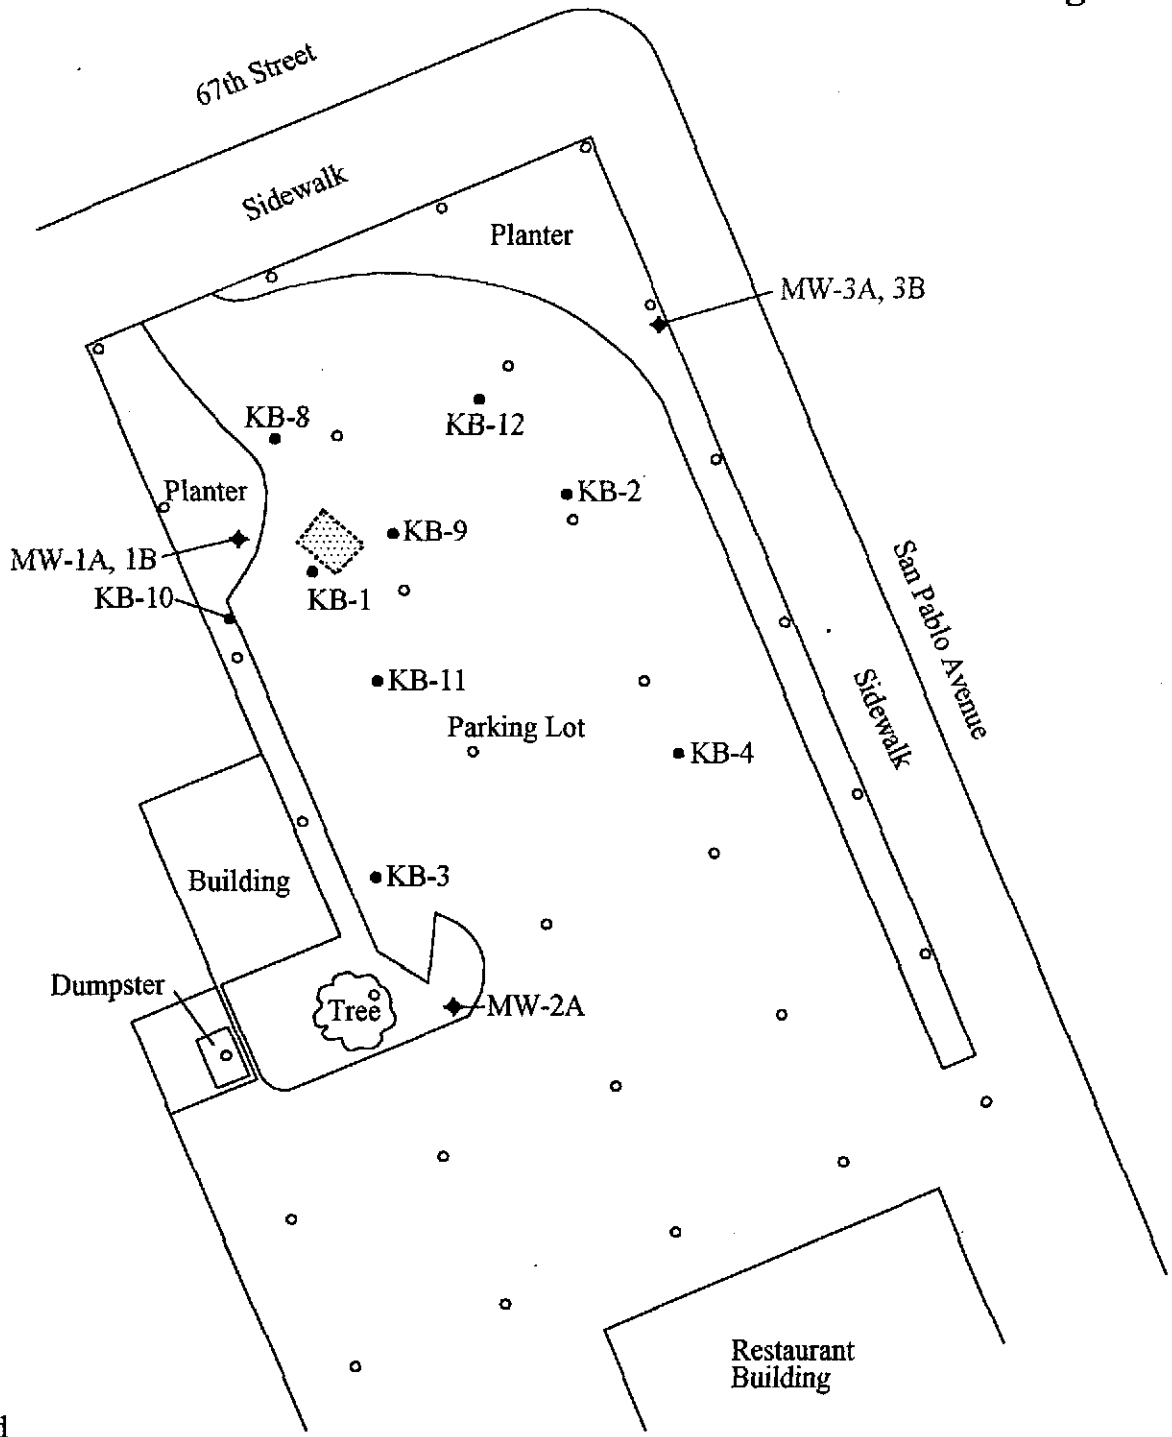 67th Street
Sidewalk
Planter
MW-3A, 3B
KB-8
KB-12
Planter
KB-2
KB-9
MW-1A, 1B
KB-10
KB-1
San Pablo Avenue
KB-11
Sidewalk
Parking Lot
KB-4
Building
KB-3
Dumpster
Tree
MW-2A
Restaurant
Building